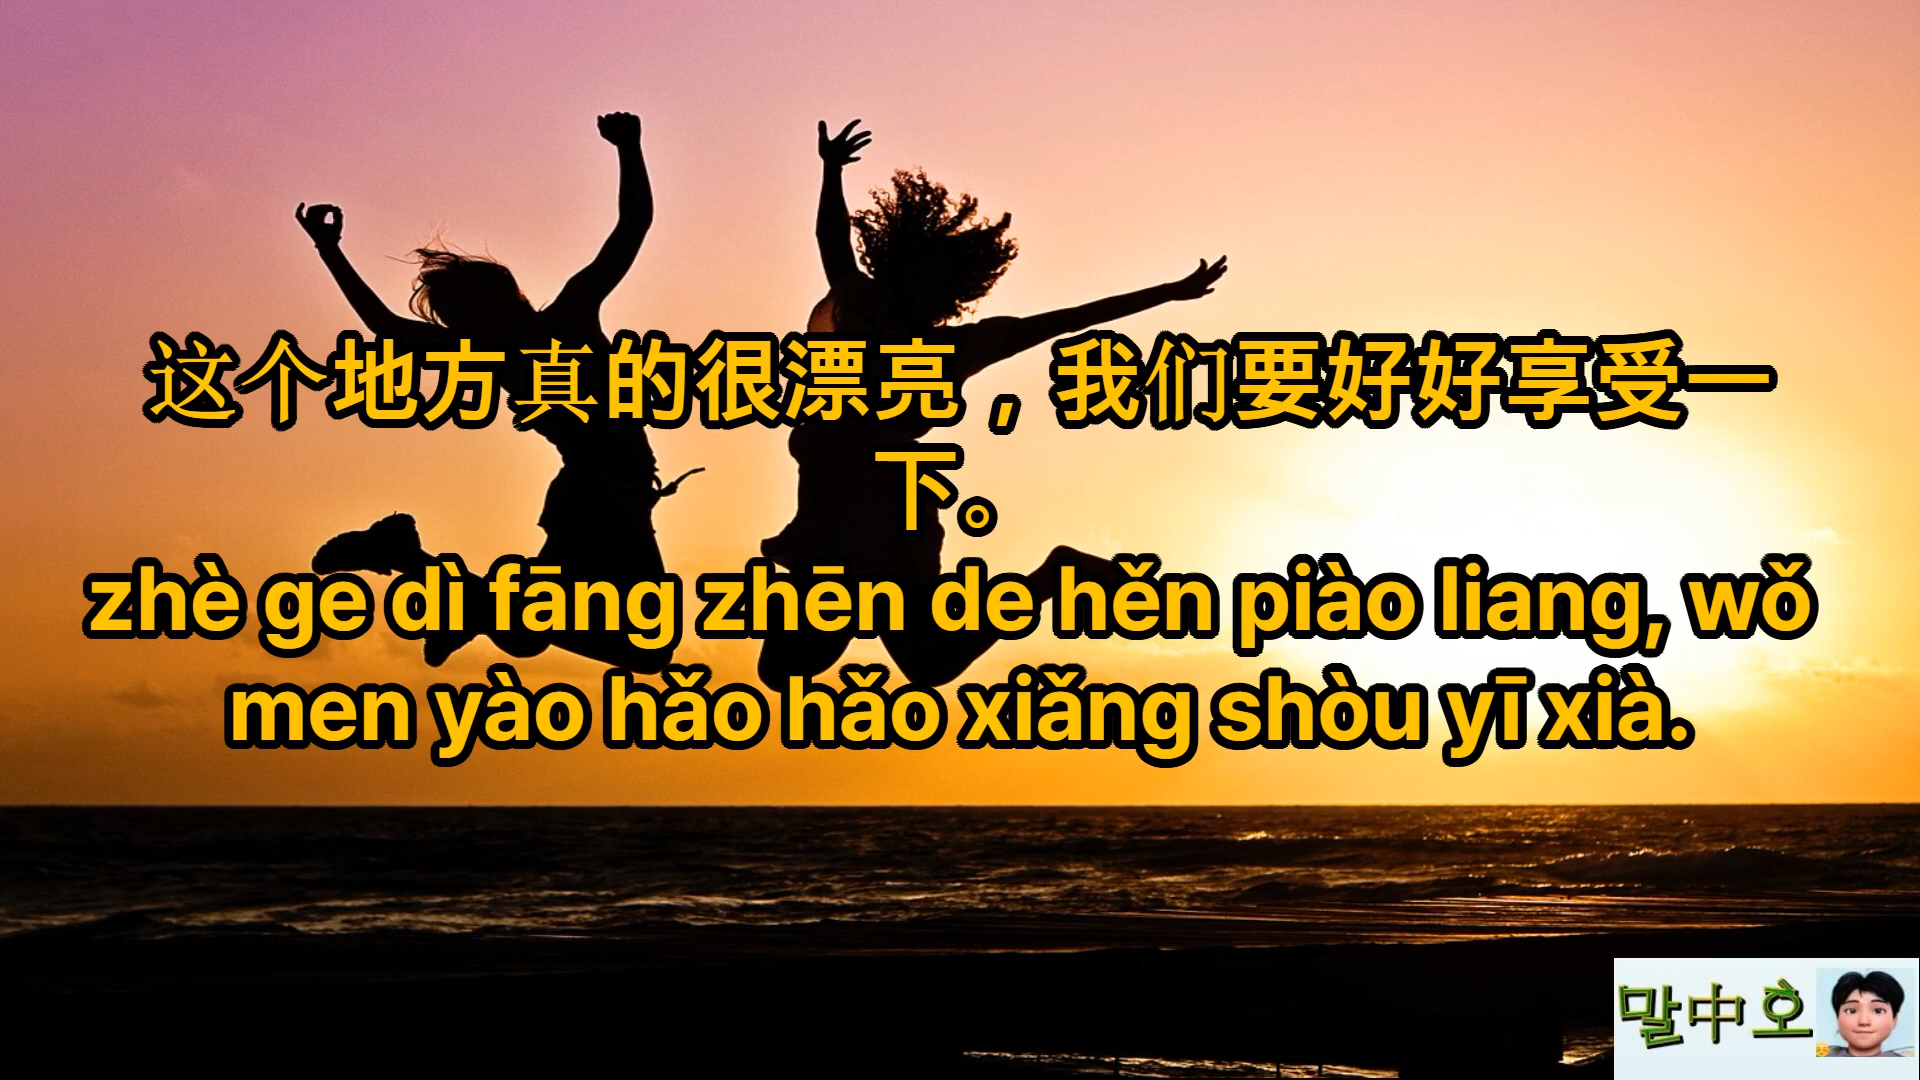 这个地方真的很漂亮，我们要好好享受一
下。
zhè ge dì fāng zhēn de hěn piào liang, wǒ
men yào hǎo hǎo xiǎng shòu yī xià.
말中호